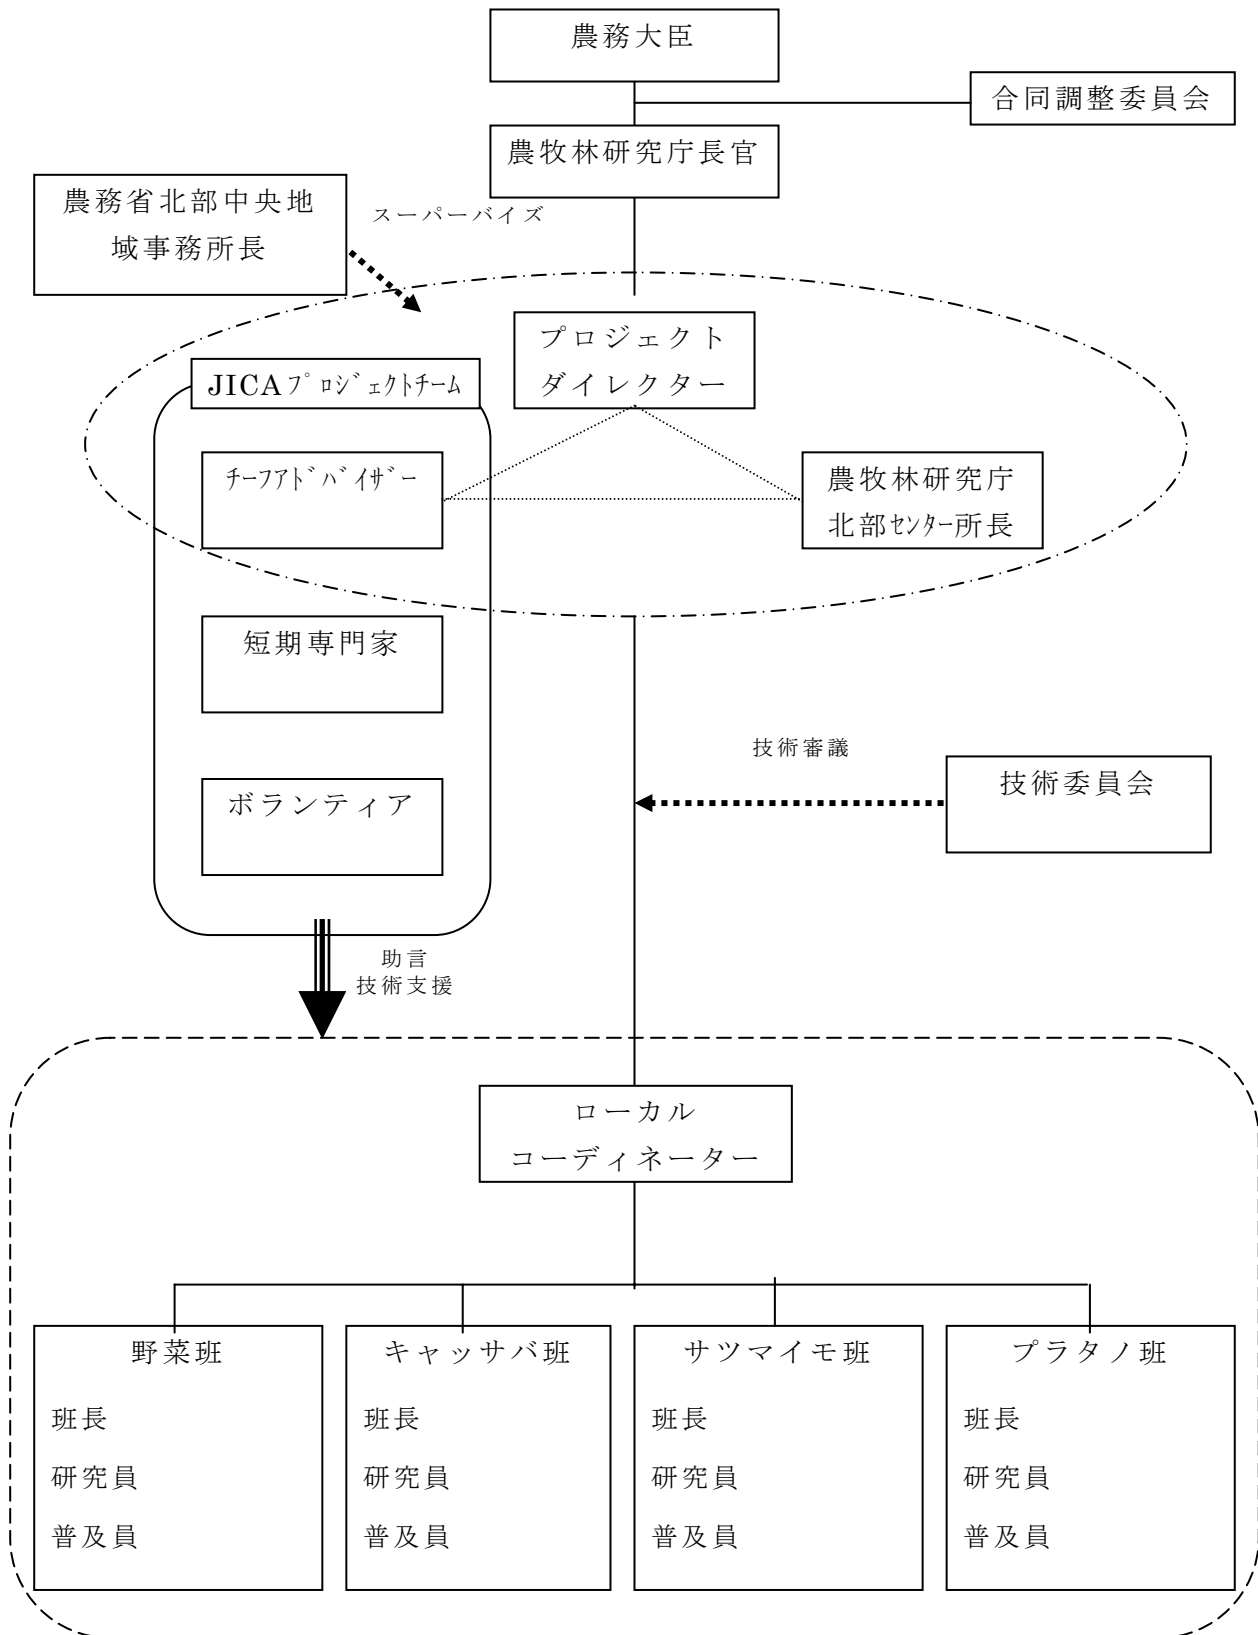 農務大臣
合同調整委員会
農牧林研究庁長官
農務省北部中央地
域事務所長
スーパーバイズ
プロジェクト
ダイレクター
JICAプロジェクトチーム
チーフアドバイザー
農牧林研究庁
北部センター所長
短期専門家
技術審議
技術委員会
ボランティア
助言
技術支援
ローカル
コーディネーター
野菜班
班長
研究員
普及員
キャッサバ班
班長
研究員
普及員
サツマイモ班
班長
研究員
普及員
プラタノ班
班長
研究員
普及員